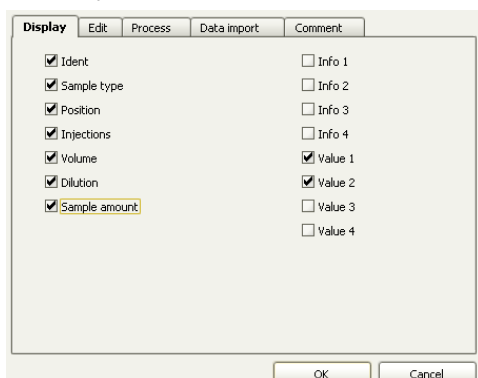 Display Edit Process Data import Comment
Ident Info 1
Sample type Info 2
Position Info 3
Injections Info 4
Volume Value 1
Dilution Value 2
Sample amount Value 3
Value 4
OK Cancel